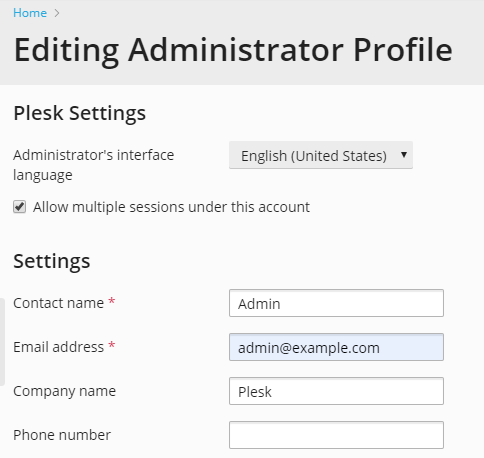 Home >
Editing Administrator Profile
Plesk Settings
Administrator's interface
language
English (United States)
Allow multiple sessions under this account
Settings
Contact name * Admin
Email address * admin@example.com
Company name Plesk
Phone number